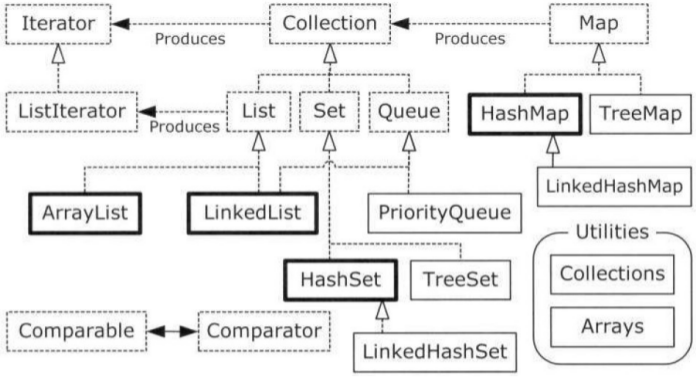 Iterator
Collection
Map
Produces
Produces
ListIterator
List
Set
Queue
HashMap
TreeMap
Produces
LinkedHashMap
ArrayList
LinkedList
PriorityQueue
Utilities
HashSet
TreeSet
Collections
Comparable
Comparator
Arrays
LinkedHashSet